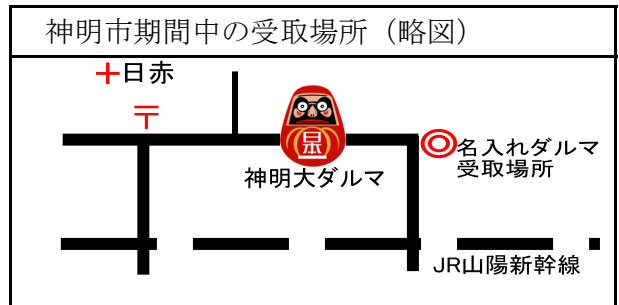 神明市期間中の受取場所（略図）
日赤
〒
神明大ダルマ
名入れダルマ
受取場所
JR山陽新幹線